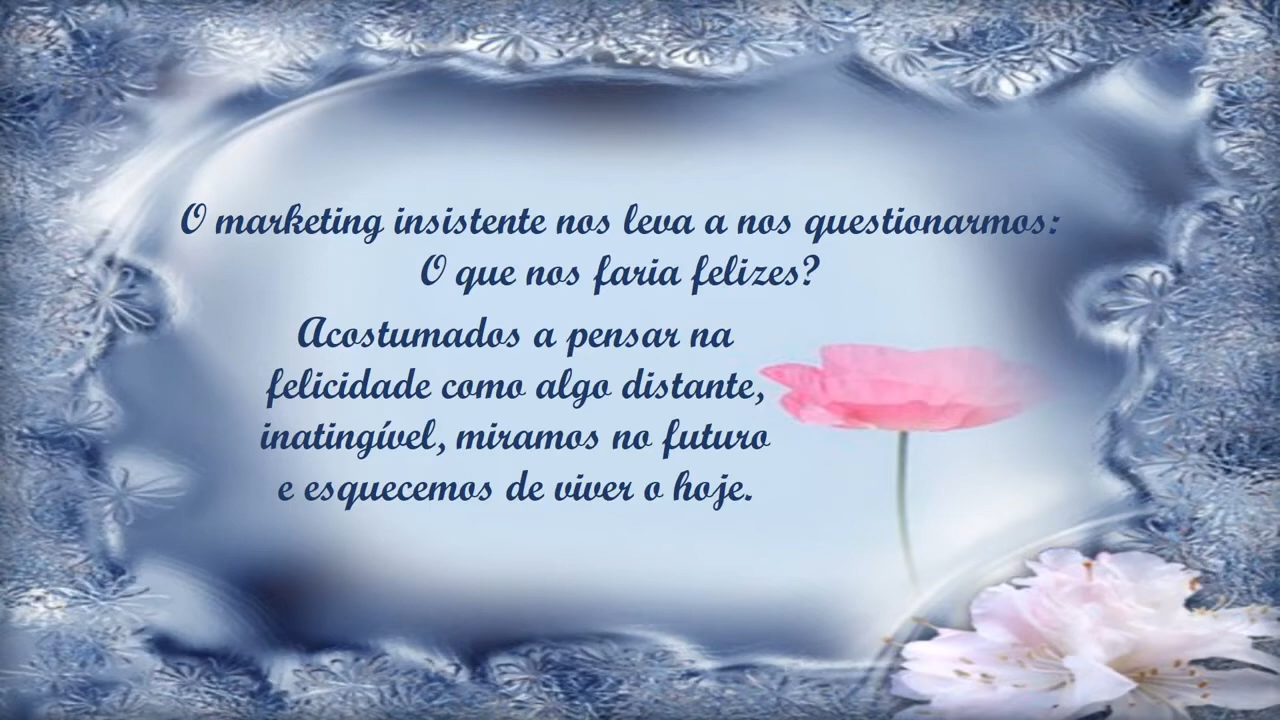 O marketing insistente nos leva a nos questionarmos:
O que nos faria felizes?
Acostumados a pensar na
felicidade como algo distante,
inatingível, miramos no futuro
e esquecemos de viver o hoje.